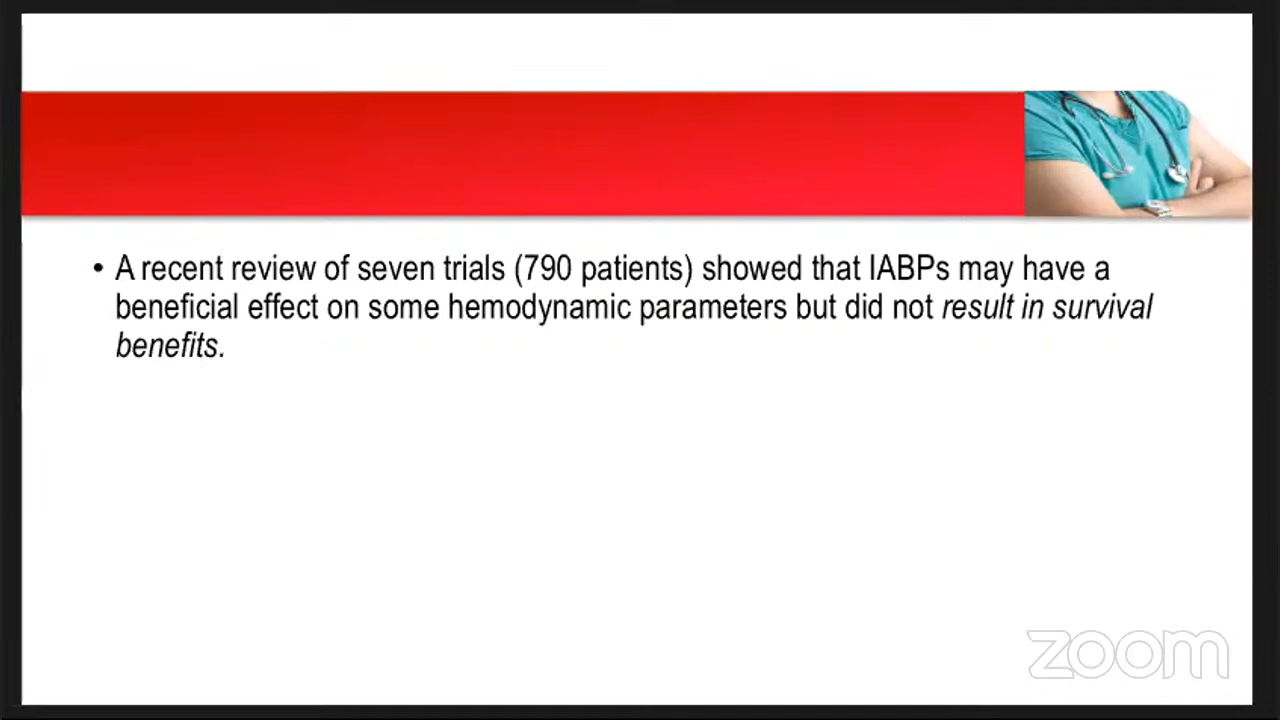 • A recent review of seven trials (790 patients) showed that IABPs may have a
beneficial effect on some hemodynamic parameters but did not result in survival
benefits.
zoom